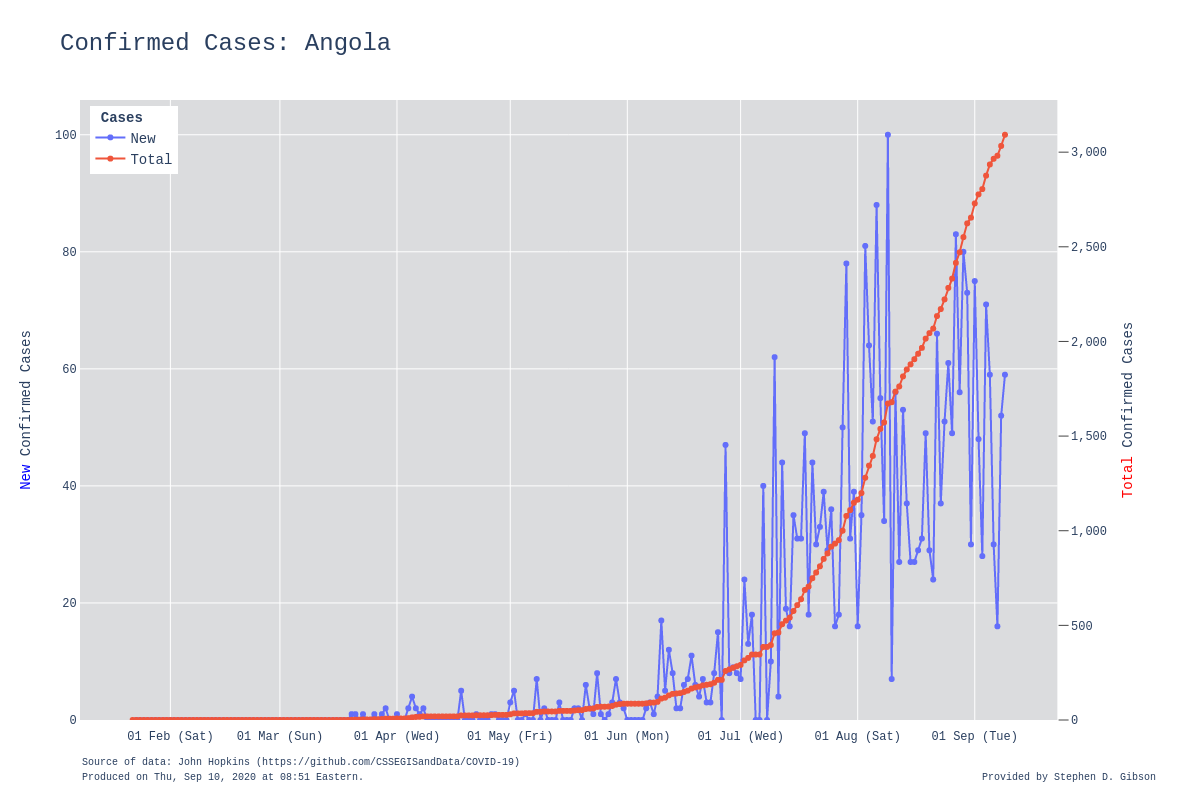 Confirmed Cases: Angola
Cases
New
Total
100
80
60
40
20
0
3,000
2,500
2,000
1,500
1,000
500
0
New Confirmed Cases
Total Confirmed Cases
01 Feb (Sat)
01 Mar (Sun)
01 Apr (Wed)
01 May (Fri)
01 Jun (Mon)
01 Jul (Wed)
01 Aug (Sat)
01 Sep (Tue)
Source of data: John Hopkins (https://github.com/CSSEGISandData/COVID-19)
Produced on Thu, Sep 10, 2020 at 08:51 Eastern.
Provided by Stephen D. Gibson